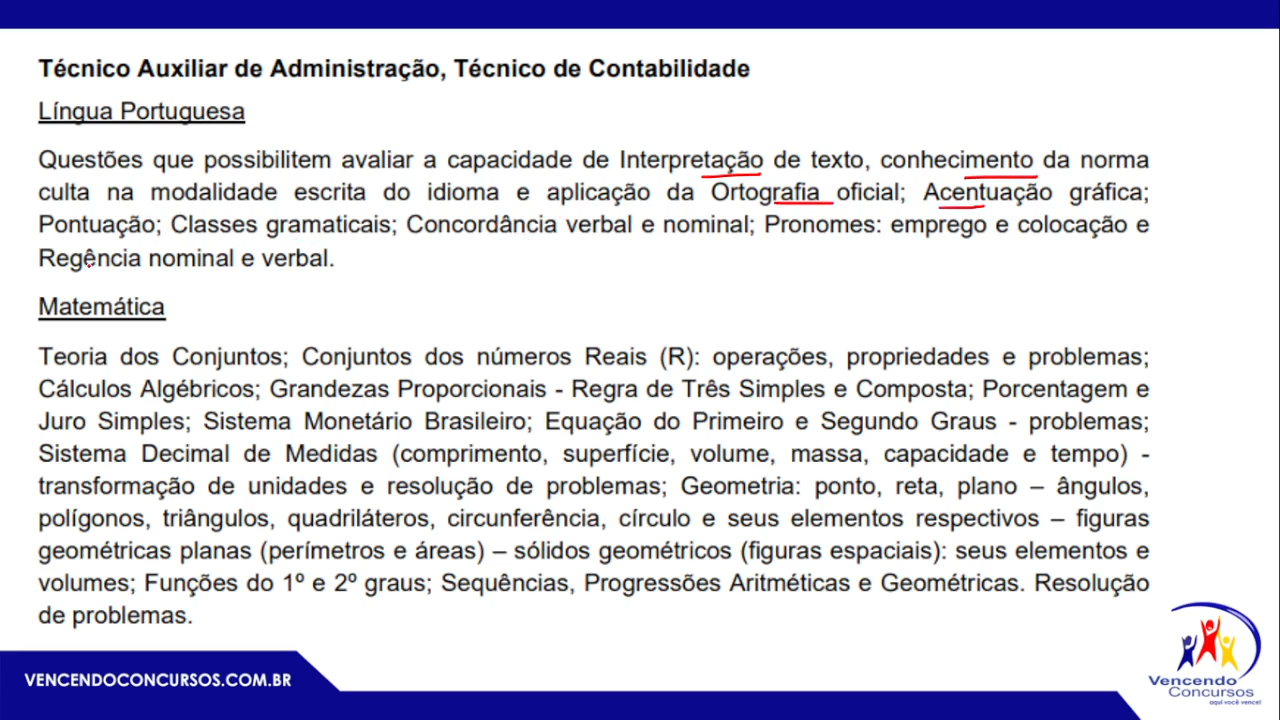 Técnico Auxiliar de Administração, Técnico de Contabilidade
Língua Portuguesa
Questões que possibilitem avaliar a capacidade de Interpretação de texto, conhecimento da norma
culta na modalidade escrita do idioma e aplicação da Ortografia oficial; Acentuação gráfica;
Pontuação; Classes gramaticais; Concordância verbal e nominal; Pronomes: emprego e colocação e
Regência nominal e verbal.
Matemática
Teoria dos Conjuntos; Conjuntos dos números Reais (R): operações, propriedades e problemas;
Cálculos Algébricos; Grandezas Proporcionais - Regra de Três Simples e Composta; Porcentagem e
Juro Simples; Sistema Monetário Brasileiro; Equação do Primeiro e Segundo Graus - problemas;
Sistema Decimal de Medidas (comprimento, superfície, volume, massa, capacidade e tempo) -
transformação de unidades e resolução de problemas; Geometria: ponto, reta, plano – ângulos,
polígonos, triângulos, quadriláteros, circunferência, círculo e seus elementos respectivos – figuras
geométricas planas (perímetros e áreas) – sólidos geométricos (figuras espaciais): seus elementos e
volumes; Funções do 1º e 2º graus; Sequências, Progressões Aritméticas e Geométricas. Resolução
de problemas.
VENCENDOCONCURSOS.COM.BR
Vencendo
Concursos
aqui você vence!